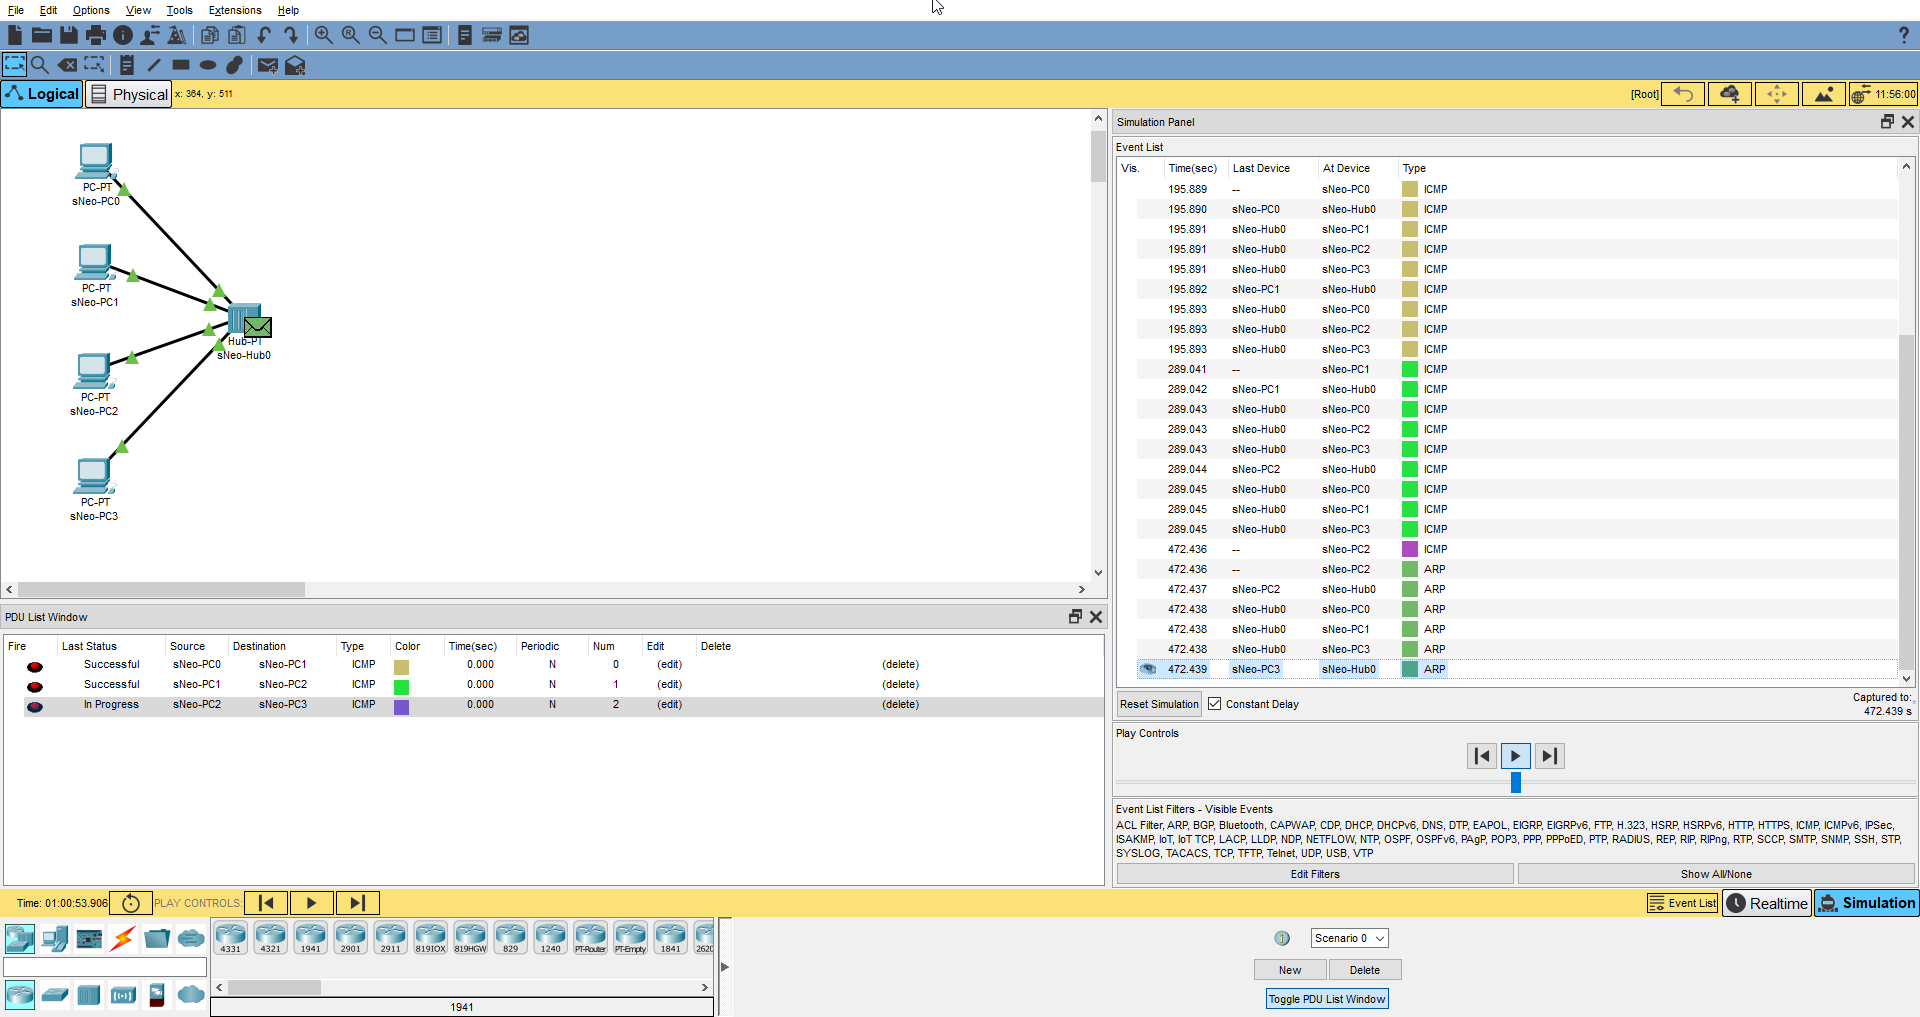 File Edit Options View Tools Extensions Help
Logical Physical x: 364, y: 511 [Root] 11:56:00
PC-PT
sNeo-PC0
PC-PT
sNeo-PC1
Hub-PT
sNeo-Hub0
PC-PT
sNeo-PC2
PC-PT
sNeo-PC3
Simulation Panel
Event List
Vis. Time(sec) Last Device At Device Type
195.889 -- sNeo-PC0 ICMP
195.890 sNeo-PC0 sNeo-Hub0 ICMP
195.891 sNeo-Hub0 sNeo-PC1 ICMP
195.891 sNeo-Hub0 sNeo-PC2 ICMP
195.891 sNeo-Hub0 sNeo-PC3 ICMP
195.892 sNeo-PC1 sNeo-Hub0 ICMP
195.893 sNeo-Hub0 sNeo-PC0 ICMP
195.893 sNeo-Hub0 sNeo-PC2 ICMP
195.893 sNeo-Hub0 sNeo-PC3 ICMP
289.041 -- sNeo-PC1 ICMP
289.042 sNeo-PC1 sNeo-Hub0 ICMP
289.043 sNeo-Hub0 sNeo-PC0 ICMP
289.043 sNeo-Hub0 sNeo-PC2 ICMP
289.043 sNeo-Hub0 sNeo-PC3 ICMP
289.044 sNeo-PC2 sNeo-Hub0 ICMP
289.045 sNeo-Hub0 sNeo-PC0 ICMP
289.045 sNeo-Hub0 sNeo-PC1 ICMP
289.045 sNeo-Hub0 sNeo-PC3 ICMP
472.436 -- sNeo-PC2 ICMP
472.436 -- sNeo-PC2 ARP
472.437 sNeo-PC2 sNeo-Hub0 ARP
472.438 sNeo-Hub0 sNeo-PC0 ARP
472.438 sNeo-Hub0 sNeo-PC1 ARP
472.438 sNeo-Hub0 sNeo-PC3 ARP
472.439 sNeo-PC3 sNeo-Hub0 ARP
Reset Simulation Constant Delay Captured to:
472.439 s
Play Controls
Event List Filters - Visible Events
ACL Filter, ARP, BGP, Bluetooth, CAPWAP, CDP, DHCP, DHCPv6, DNS, DTP, EAPOL, EIGRP, EIGRPv6, FTP, H.323, HSRP, HSRPv6, HTTP, HTTPS, ICMP, ICMPv6, IPSec,
ISAKMP, IoT, IoT TCP, LACP, LLDP, NDP, NETFLOW, NTP, OSPF, OSPFv6, PAgP, POP3, PPP, PPPoED, PTP, RADIUS, REP, RIP, RIPng, RTP, SCCP, SMTP, SNMP, SSH, STP,
SYSLOG, TACACS, TCP, TFTP, Telnet, UDP, USB, VTP
Edit Filters Show All/None
PDU List Window
Fire Last Status Source Destination Type Color Time(sec) Periodic Num Edit Delete
Successful sNeo-PC0 sNeo-PC1 ICMP 0.000 N 0 (edit) (delete)
Successful sNeo-PC1 sNeo-PC2 ICMP 0.000 N 1 (edit) (delete)
In Progress sNeo-PC2 sNeo-PC3 ICMP 0.000 N 2 (edit) (delete)
Time: 01:00:53.906 PLAY CONTROLS: Event List Realtime Simulation
4331 4321 1941 2901 2911 819IOX 819HGW 829 1240 PT-Router PT-Empty 1841 2620
1941
Scenario 0
New Delete
Toggle PDU List Window